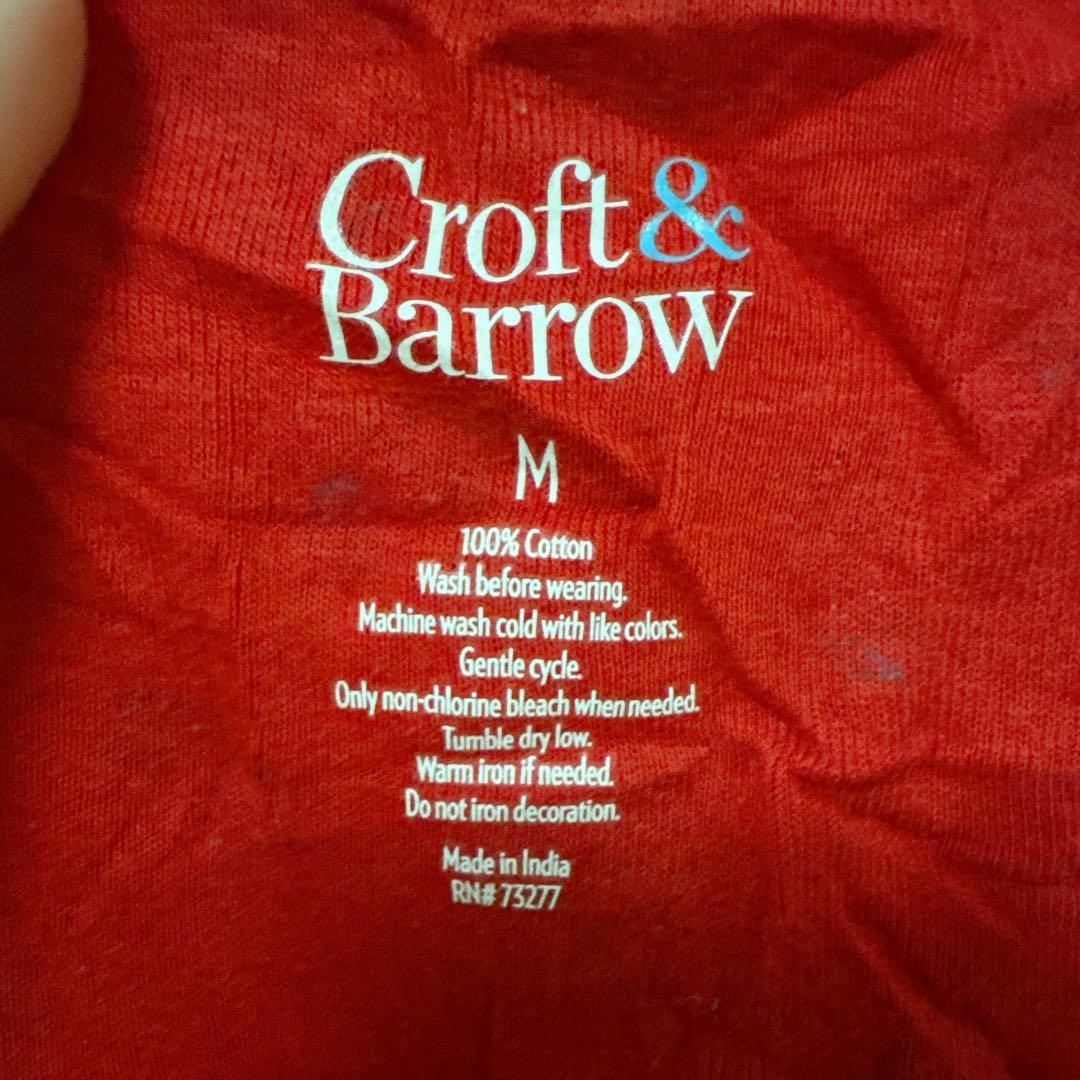 Croft &
Barrow
M
100% Cotton
Wash before wearing.
Machine wash cold with like colors.
Gentle cycle.
Only non-chlorine bleach when needed.
Tumble dry low.
Warm iron if needed.
Do not iron decoration.
Made in India
RN# 73277